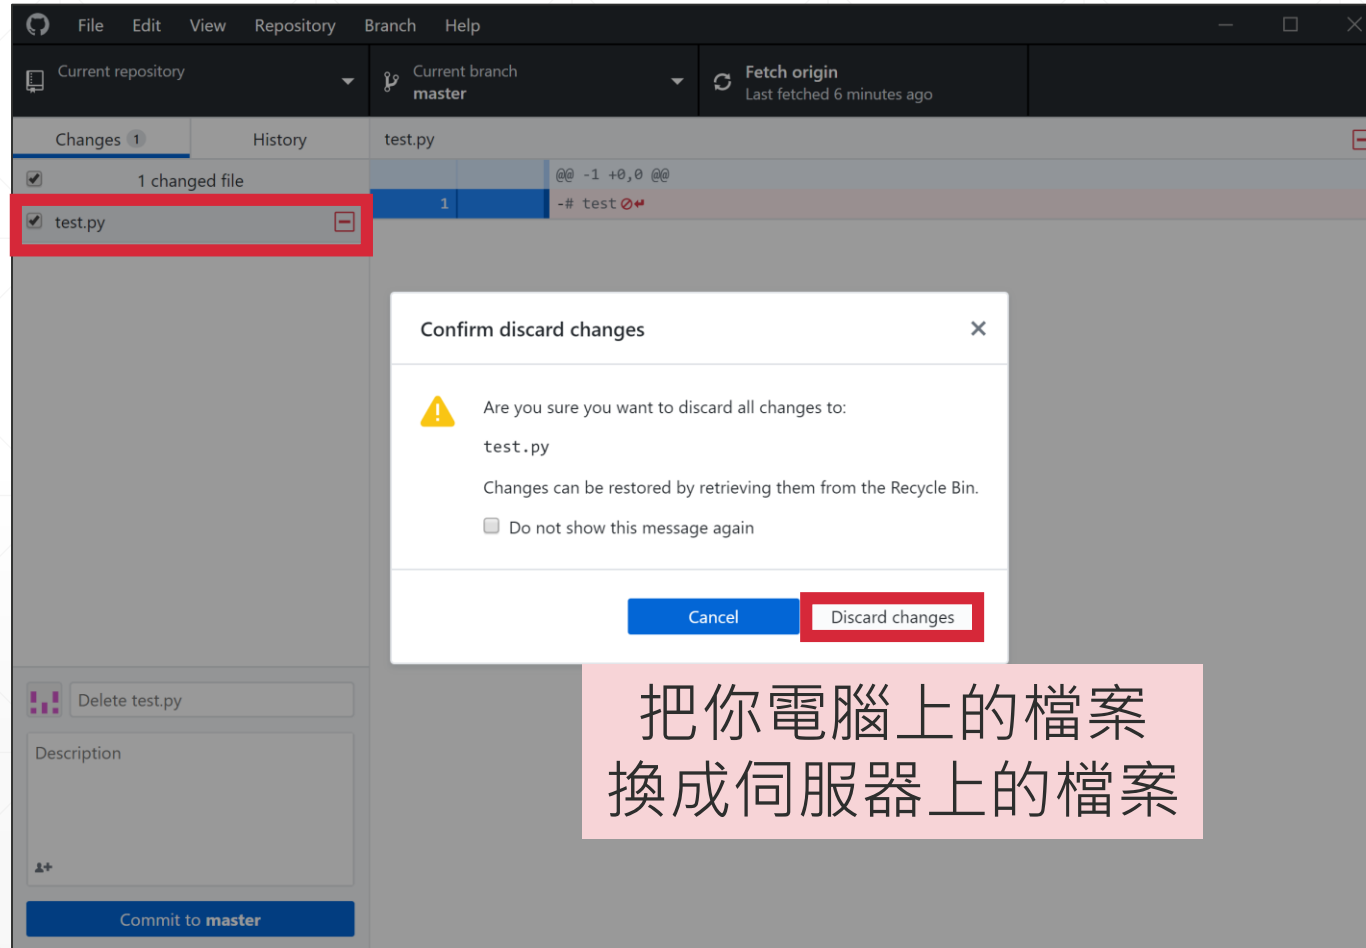 File Edit View Repository Branch Help
Current repository
Current branch
master
Fetch origin
Last fetched 6 minutes ago
Changes 1 History
test.py
1 changed file
@@ -1 +0,0 @@
test.py
1 -# test
Confirm discard changes
Are you sure you want to discard all changes to:
test.py
Changes can be restored by retrieving them from the Recycle Bin.
Do not show this message again
Cancel Discard changes
把你電腦上的檔案
換成伺服器上的檔案
Delete test.py
Description
Commit to master